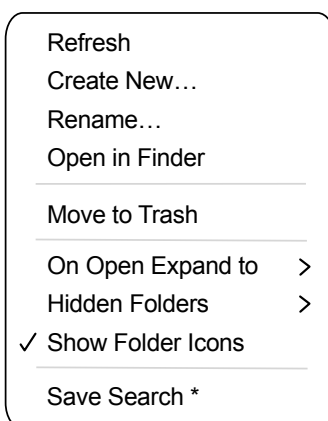 Refresh
Create New…
Rename…
Open in Finder
Move to Trash
On Open Expand to >
Hidden Folders >
✓ Show Folder Icons
Save Search *